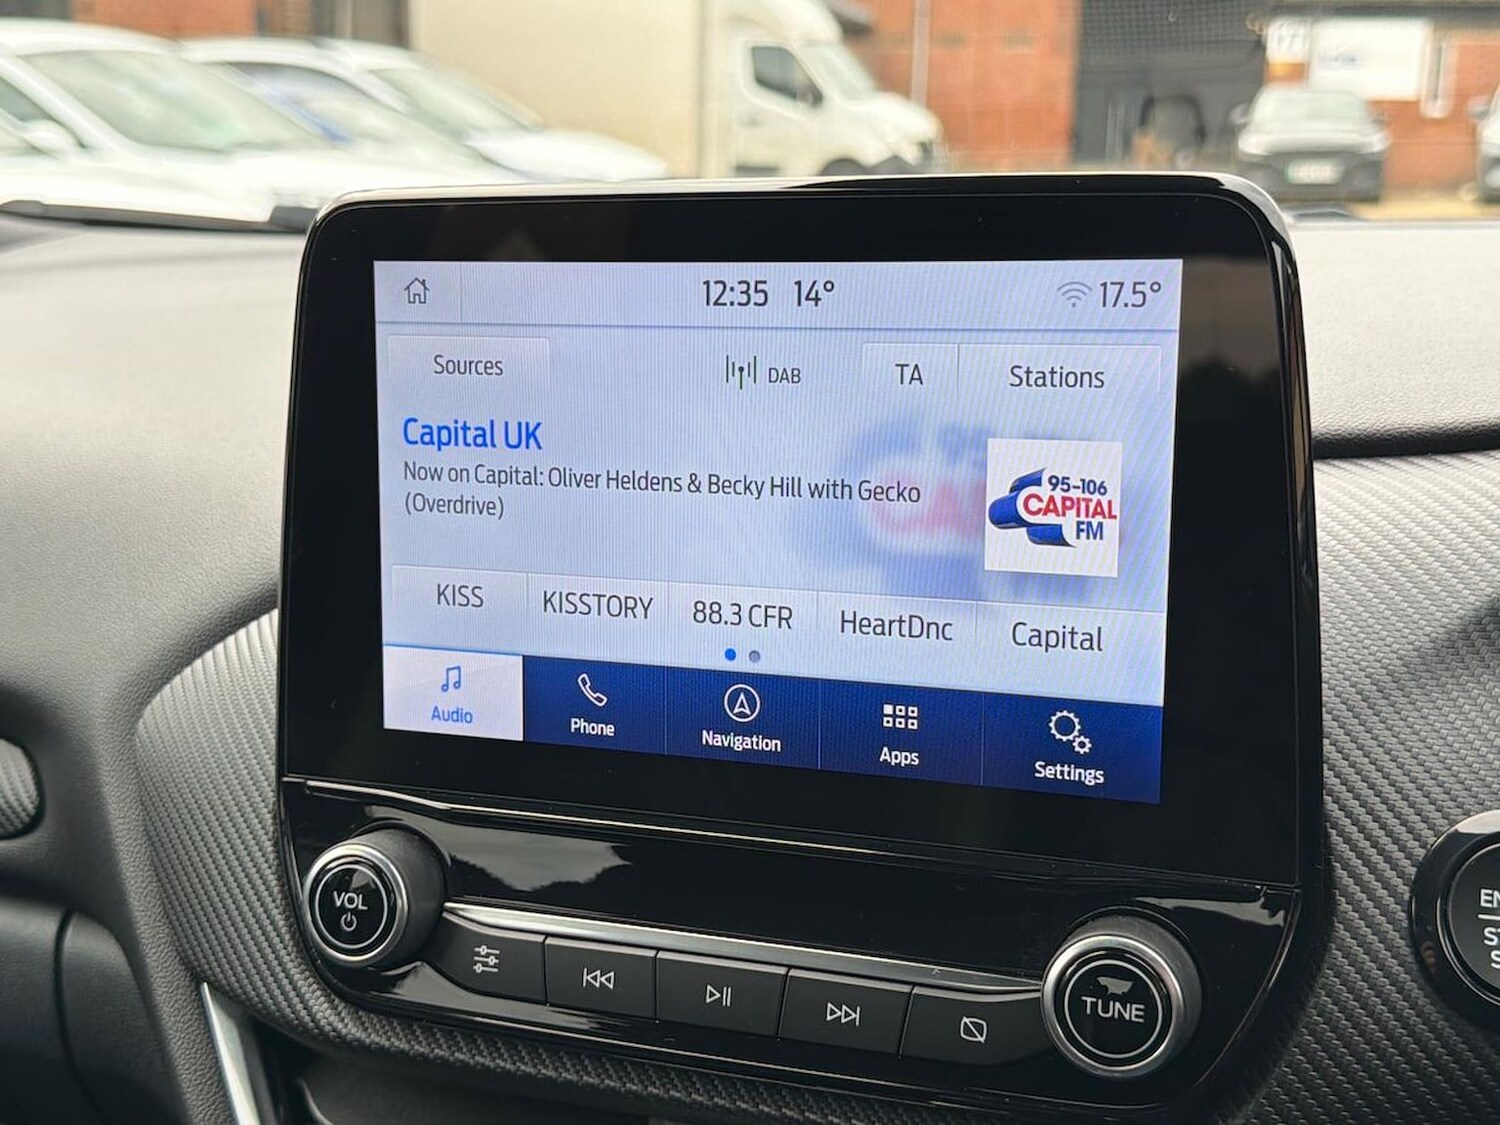 12:35 14° 17.5°
Sources DAB TA Stations
Capital UK
Now on Capital: Oliver Heldens & Becky Hill with Gecko
(Overdrive)
95-106
CAPITAL
FM
KISS KISSTORY 88.3 CFR HeartDnc Capital
Audio Phone Navigation Apps Settings
VOL
TUNE